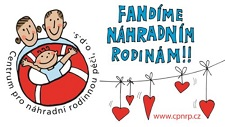 Centrum pro náhradní rodinnou péči, o.p.s.
FANDÍME
NÁHRADNÍM
RODINÁM!!
www.cpnrp.cz